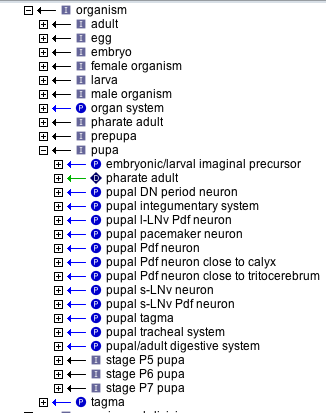 organism
I adult
I egg
I embryo
I female organism
I larva
I male organism
P organ system
I pharate adult
I prepupa
I pupa
P embryonic/larval imaginal precursor
D pharate adult
P pupal DN period neuron
P pupal integumentary system
P pupal l-LNv Pdf neuron
P pupal pacemaker neuron
P pupal Pdf neuron
P pupal Pdf neuron close to calyx
P pupal Pdf neuron close to tritocerebrum
P pupal s-LNv neuron
P pupal s-LNv Pdf neuron
P pupal tagma
P pupal tracheal system
P pupal/adult digestive system
I stage P5 pupa
I stage P6 pupa
I stage P7 pupa
P tagma